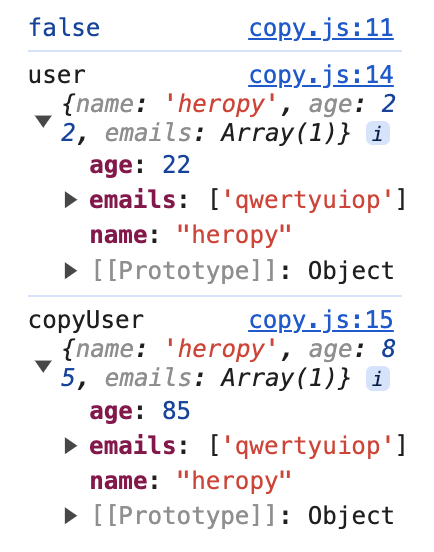 false copy.js:11
user copy.js:14
{name: 'heropy', age: 2
2, emails: Array(1)} i
age: 22
emails: ['qwertyuiop']
name: "heropy"
[[Prototype]]: Object
copyUser copy.js:15
{name: 'heropy', age: 8
5, emails: Array(1)} i
age: 85
emails: ['qwertyuiop']
name: "heropy"
[[Prototype]]: Object